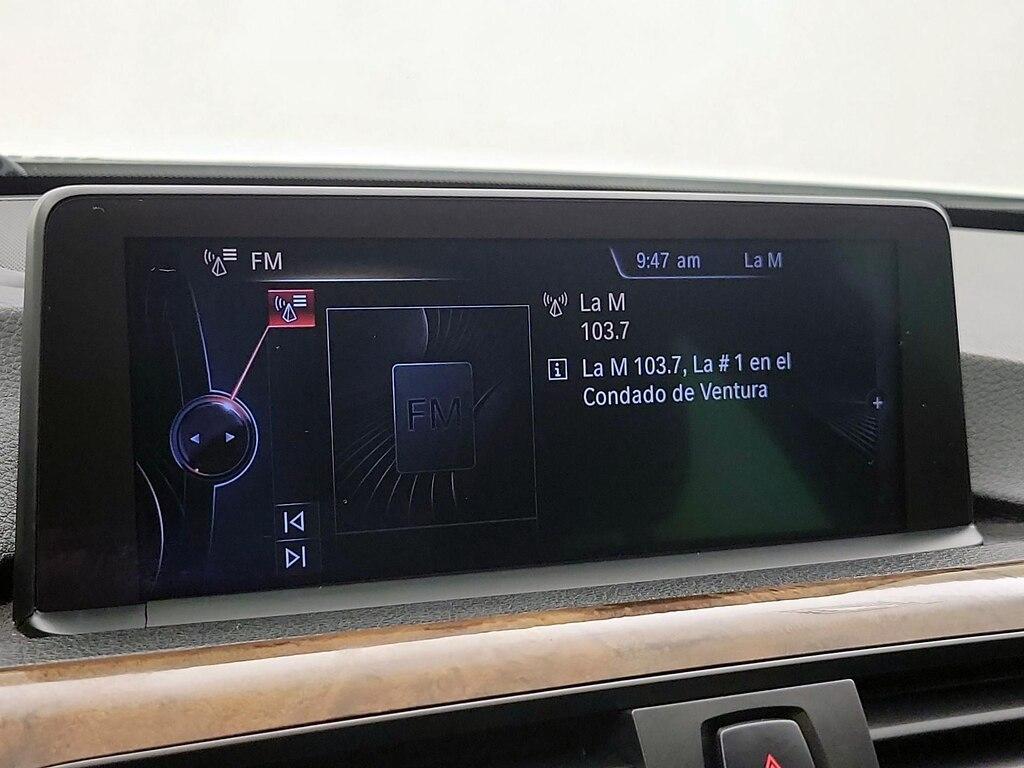 FM
9:47 am La M
La M
103.7
La M 103.7, La # 1 en el
Condado de Ventura
FM